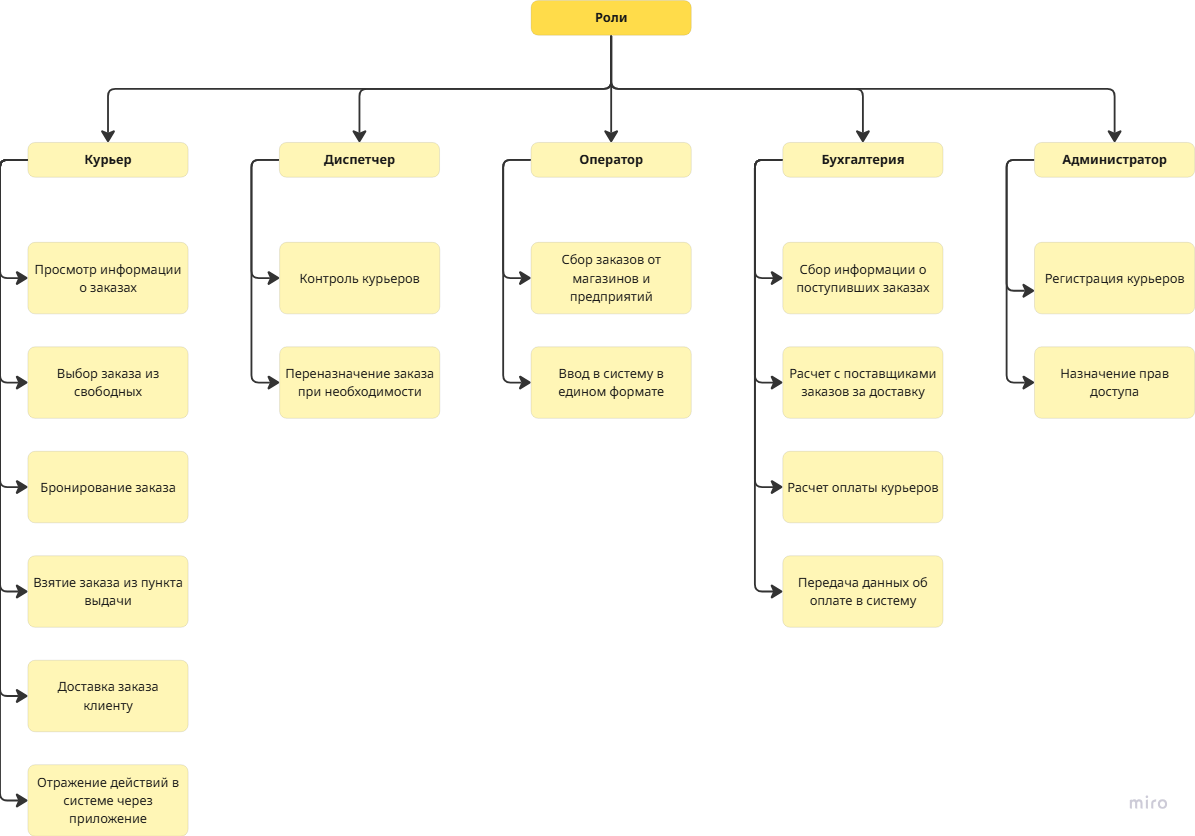 Роли
Курьер
Диспетчер
Оператор
Бухгалтерия
Администратор
Просмотр информации
о заказах
Выбор заказа из
свободных
Бронирование заказа
Взятие заказа из пункта
выдачи
Доставка заказа
клиенту
Отражение действий в
системе через
приложение
Контроль курьеров
Переназначение заказа
при необходимости
Сбор заказов от
магазинов и
предприятий
Ввод в систему в
едином формате
Сбор информации о
поступивших заказах
Расчет с поставщиками
заказов за доставку
Расчет оплаты курьеров
Передача данных об
оплате в систему
Регистрация курьеров
Назначение прав
доступа
miro